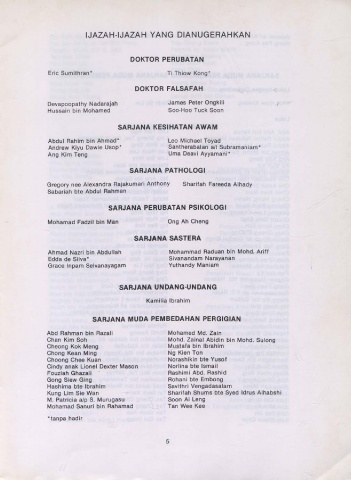 IJAZAH-IJAZAH YANG DIANUGERAHKAN
DOKTOR PERUBATAN
Eric Sumithran* Ti Thiow Kong*
DOKTOR FALSAFAH
Devapoopathy Nadarajah James Peter Ongkili
Hussain bin Mohamed Soo-Hoo Tuck Soon
SARJANA KESIHATAN AWAM
Abdul Rahim bin Ahmad* Leo Michael Toyad
Andrew Kiyu Dawie Usop* Santherabalan a/l Subramaniam*
Ang Kim Teng Uma Deavi Ayyamani*
SARJANA PATHOLOGI
Gregory nee Alexandra Rajakumari Anthony Sharifah Fareeda Alhady
Sabariah bte Abdul Rahman
SARJANA PERUBATAN PSIKOLOGI
Mohamad Fadzil bin Man Ong Ah Cheng
SARJANA SASTERA
Ahmad Nazri bin Abdullah Mohammad Raduan bin Mohd. Ariff
Edda de Silva* Sivanandam Narayanan
Grace Inpam Selvanayagam Yuthandy Maniam
SARJANA UNDANG-UNDANG
Kamilia Ibrahim
SARJANA MUDA PEMBEDAHAN PERGIGIAN
Abd Rahman bin Razali Mohamed Md. Zain
Chan Kim Soh Mohd. Zainal Abidin bin Mohd. Sulong
Cheong Kok Meng Mustafa bin Ibrahim
Chong Kean Ming Ng Kien Ton
Choong Chee Kuan Norashikin bte Yusof
Cindy anak Lionel Dexter Mason Norlina bte Ismail
Fouziah Ghazali Rashimi Abd. Rashid
Gong Siew Ging Rohani bte Embong
Hashima bte Ibrahim Savithri Vengadasalam
Kung Lim Sie Wan Sharifah Shums bte Syed Idrus Alhabshi
M. Patricia a/p S. Murugasu Soon Ai Leng
Mohamad Sanuri bin Rahamad Tan Wee Kee
*tanpa hadir
5